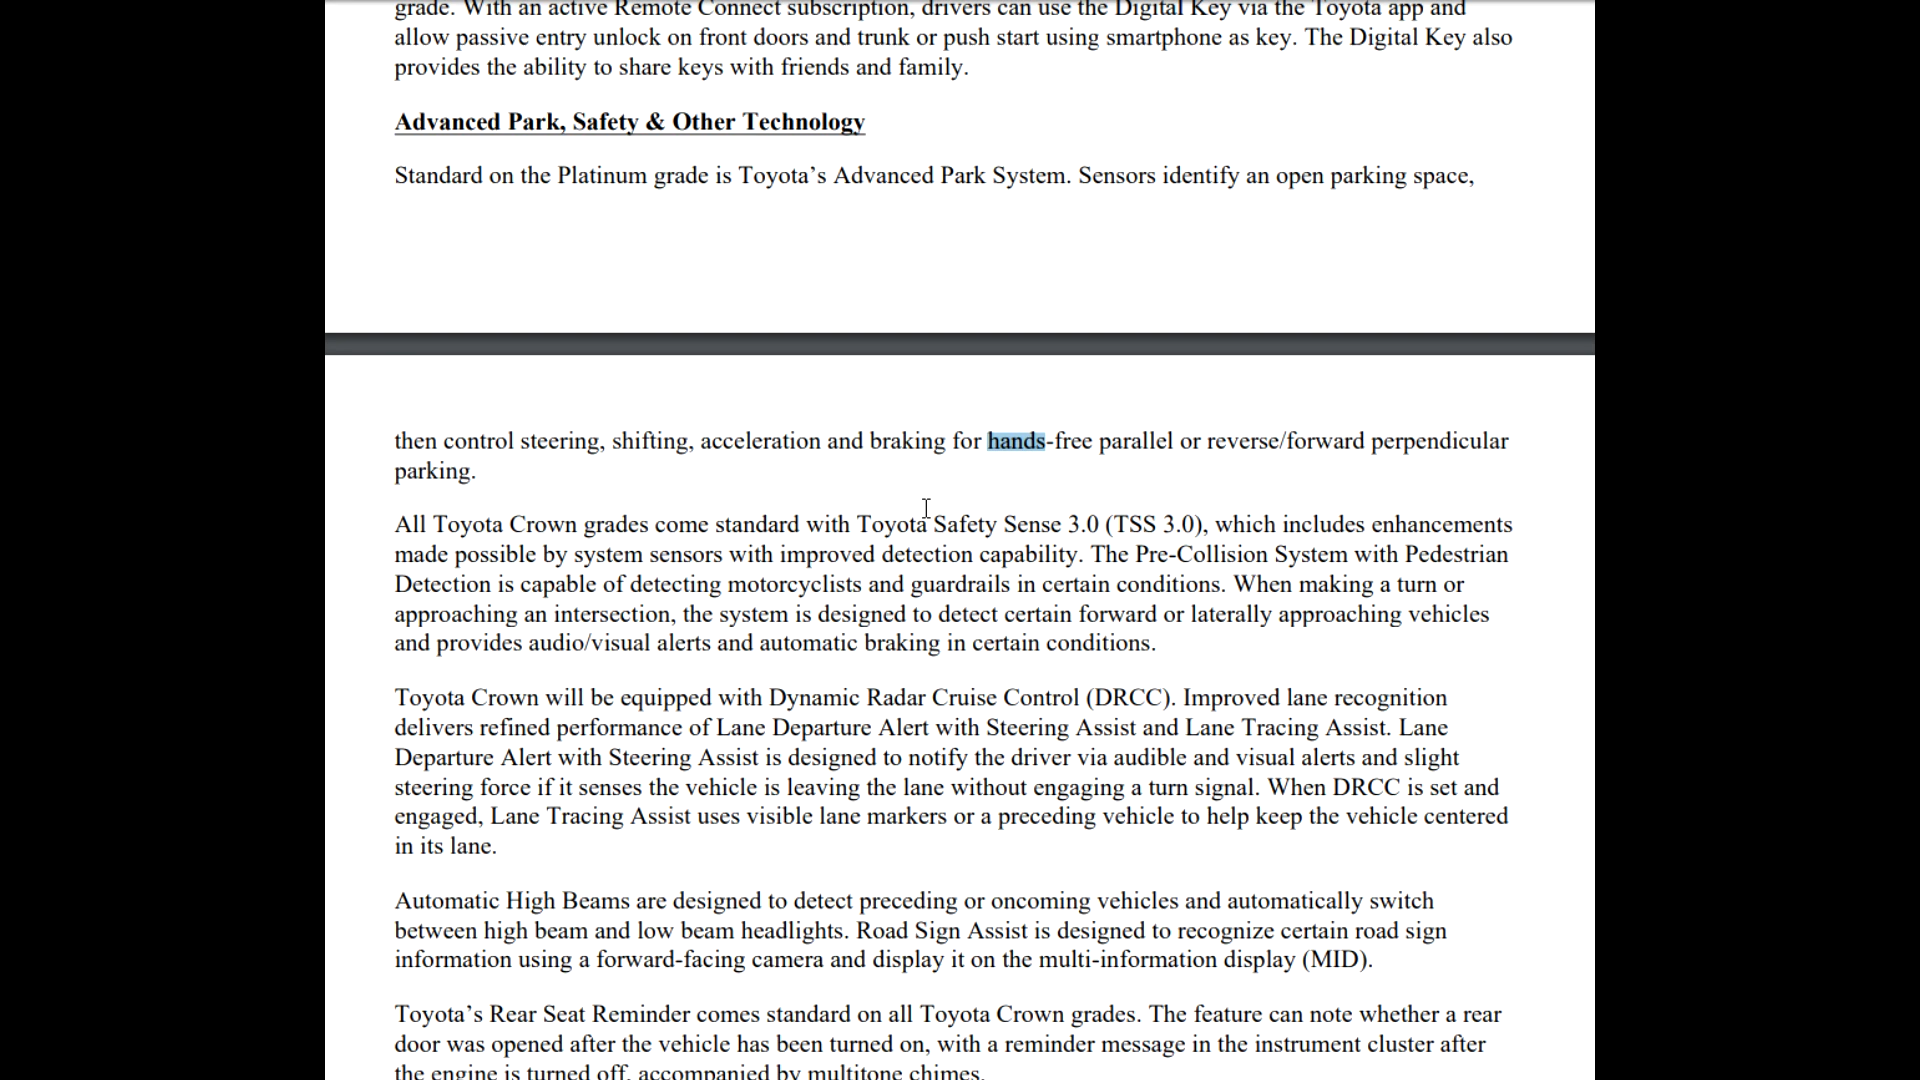 grade. With an active Remote Connect subscription, drivers can use the Digital Key via the Toyota app and
allow passive entry unlock on front doors and trunk or push start using smartphone as key. The Digital Key also
provides the ability to share keys with friends and family.
Advanced Park, Safety & Other Technology
Standard on the Platinum grade is Toyota’s Advanced Park System. Sensors identify an open parking space,
then control steering, shifting, acceleration and braking for hands-free parallel or reverse/forward perpendicular
parking.
All Toyota Crown grades come standard with Toyota Safety Sense 3.0 (TSS 3.0), which includes enhancements
made possible by system sensors with improved detection capability. The Pre-Collision System with Pedestrian
Detection is capable of detecting motorcyclists and guardrails in certain conditions. When making a turn or
approaching an intersection, the system is designed to detect certain forward or laterally approaching vehicles
and provides audio/visual alerts and automatic braking in certain conditions.
Toyota Crown will be equipped with Dynamic Radar Cruise Control (DRCC). Improved lane recognition
delivers refined performance of Lane Departure Alert with Steering Assist and Lane Tracing Assist. Lane
Departure Alert with Steering Assist is designed to notify the driver via audible and visual alerts and slight
steering force if it senses the vehicle is leaving the lane without engaging a turn signal. When DRCC is set and
engaged, Lane Tracing Assist uses visible lane markers or a preceding vehicle to help keep the vehicle centered
in its lane.
Automatic High Beams are designed to detect preceding or oncoming vehicles and automatically switch
between high beam and low beam headlights. Road Sign Assist is designed to recognize certain road sign
information using a forward-facing camera and display it on the multi-information display (MID).
Toyota’s Rear Seat Reminder comes standard on all Toyota Crown grades. The feature can note whether a rear
door was opened after the vehicle has been turned on, with a reminder message in the instrument cluster after
the engine is turned off, accompanied by multitone chimes.